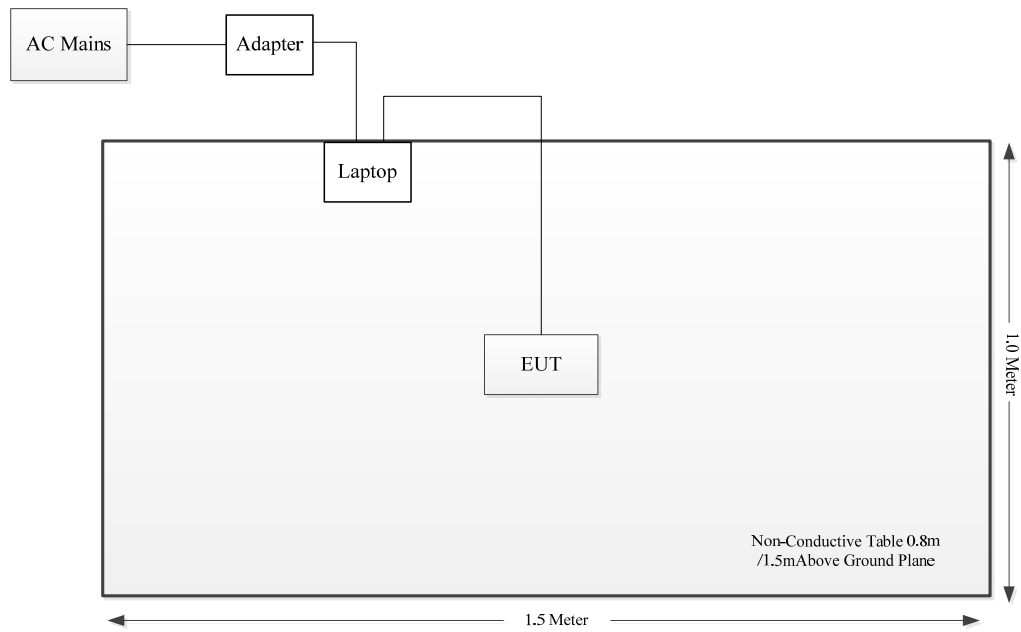 AC Mains
Adapter
Laptop
EUT
1.0 Meter
Non-Conductive Table 0.8m
/1.5mAbove Ground Plane
1.5 Meter